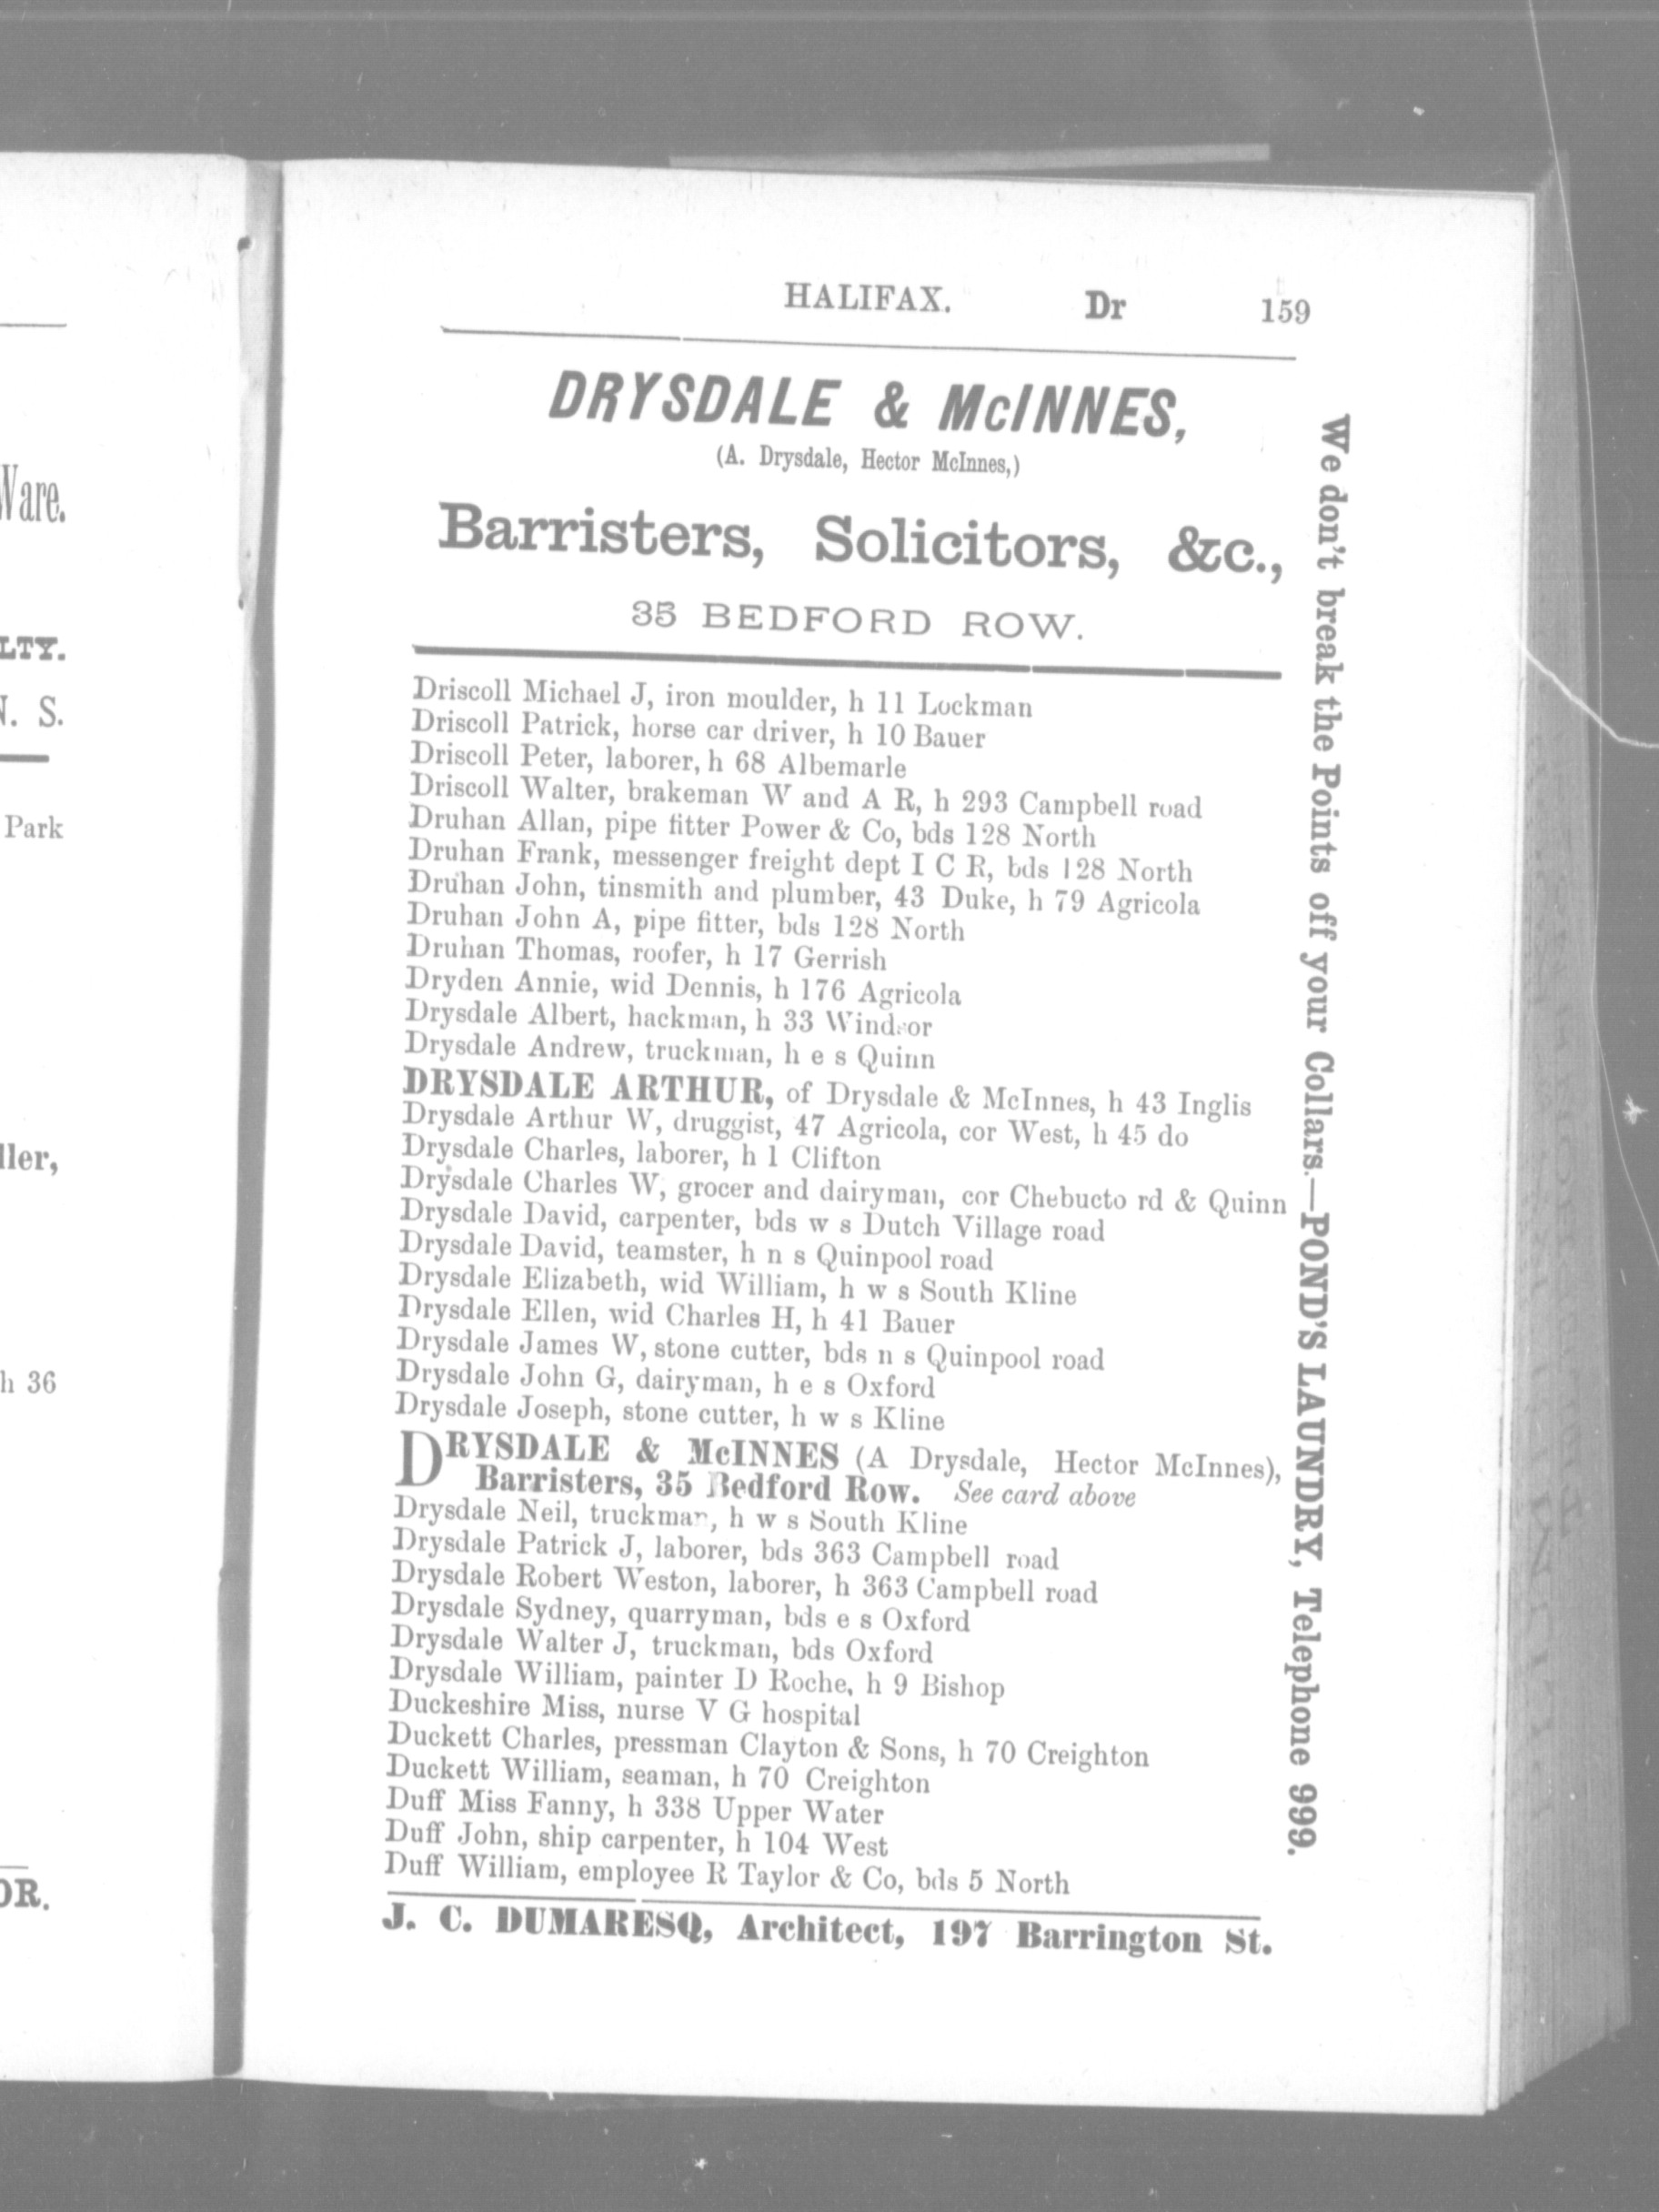 Ware.
LTY.
N. S.
Park
ller,
h 36
OR.
HALIFAX. Dr 159
DRYSDALE & McINNES,
(A. Drysdale, Hector McInnes,)
Barristers, Solicitors, &c.,
35 BEDFORD ROW.
Driscoll Michael J, iron moulder, h 11 Lockman
Driscoll Patrick, horse car driver, h 10 Bauer
Driscoll Peter, laborer, h 68 Albemarle
Driscoll Walter, brakeman W and A R, h 293 Campbell road
Druhan Allan, pipe fitter Power & Co, bds 128 North
Druhan Frank, messenger freight dept I C R, bds 128 North
Druhan John, tinsmith and plumber, 43 Duke, h 79 Agricola
Druhan John A, pipe fitter, bds 128 North
Druhan Thomas, roofer, h 17 Gerrish
Dryden Annie, wid Dennis, h 176 Agricola
Drysdale Albert, hackman, h 33 Windsor
Drysdale Andrew, truckman, h e s Quinn
DRYSDALE ARTHUR, of Drysdale & McInnes, h 43 Inglis
Drysdale Arthur W, druggist, 47 Agricola, cor West, h 45 do
Drysdale Charles, laborer, h 1 Clifton
Drysdale Charles W, grocer and dairyman, cor Chebucto rd & Quinn
Drysdale David, carpenter, bds w s Dutch Village road
Drysdale David, teamster, h n s Quinpool road
Drysdale Elizabeth, wid William, h w s South Kline
Drysdale Ellen, wid Charles H, h 41 Bauer
Drysdale James W, stone cutter, bds n s Quinpool road
Drysdale John G, dairyman, h e s Oxford
Drysdale Joseph, stone cutter, h w s Kline
DRYSDALE & McINNES (A Drysdale, Hector McInnes),
Barristers, 35 Bedford Row. See card above
Drysdale Neil, truckman, h w s South Kline
Drysdale Patrick J, laborer, bds 363 Campbell road
Drysdale Robert Weston, laborer, h 363 Campbell road
Drysdale Sydney, quarryman, bds e s Oxford
Drysdale Walter J, truckman, bds Oxford
Drysdale William, painter D Roche, h 9 Bishop
Duckeshire Miss, nurse V G hospital
Duckett Charles, pressman Clayton & Sons, h 70 Creighton
Duckett William, seaman, h 70 Creighton
Duff Miss Fanny, h 338 Upper Water
Duff John, ship carpenter, h 104 West
Duff William, employee R Taylor & Co, bds 5 North
J. C. DUMARESQ, Architect, 197 Barrington St.
We don't break the Points off your Collars.—POND'S LAUNDRY, Telephone 999.